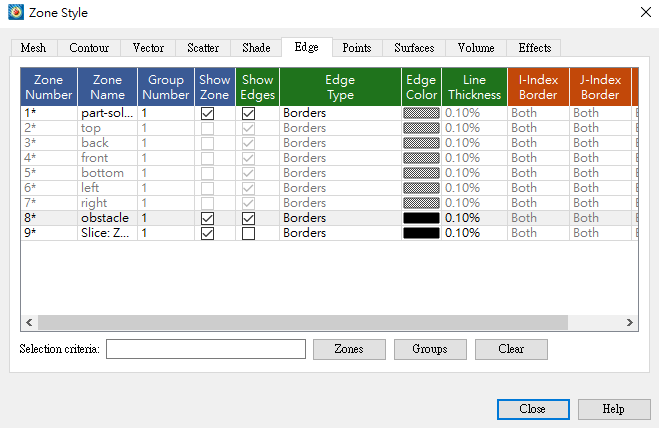 Zone Style
Mesh Contour Vector Scatter Shade Edge Points Surfaces Volume Effects
Zone Number Zone Name Group Number Show Zone Show Edges Edge Type Edge Color Line Thickness I-Index Border J-Index Border
1* part-sol... 1 Borders 0.10% Both Both
2* top 1 Borders 0.10% Both Both
3* back 1 Borders 0.10% Both Both
4* front 1 Borders 0.10% Both Both
5* bottom 1 Borders 0.10% Both Both
6* left 1 Borders 0.10% Both Both
7* right 1 Borders 0.10% Both Both
8* obstacle 1 Borders 0.10% Both Both
9* Slice: Z... 1 Borders 0.10% Both Both
Selection criteria: Zones Groups Clear
Close Help